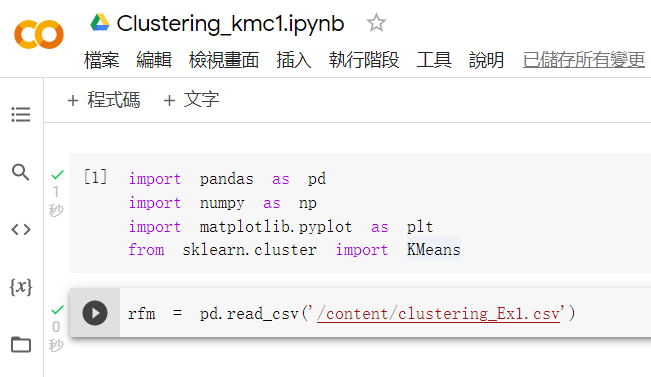 Clustering_kmc1.ipynb
檔案 編輯 檢視畫面 插入 執行階段 工具 說明 已儲存所有變更
+ 程式碼 + 文字
[1] import pandas as pd
1 import numpy as np
秒 import matplotlib.pyplot as plt
from sklearn.cluster import KMeans
{x}
rfm = pd.read_csv('/content/clustering_Ex1.csv')
0
秒